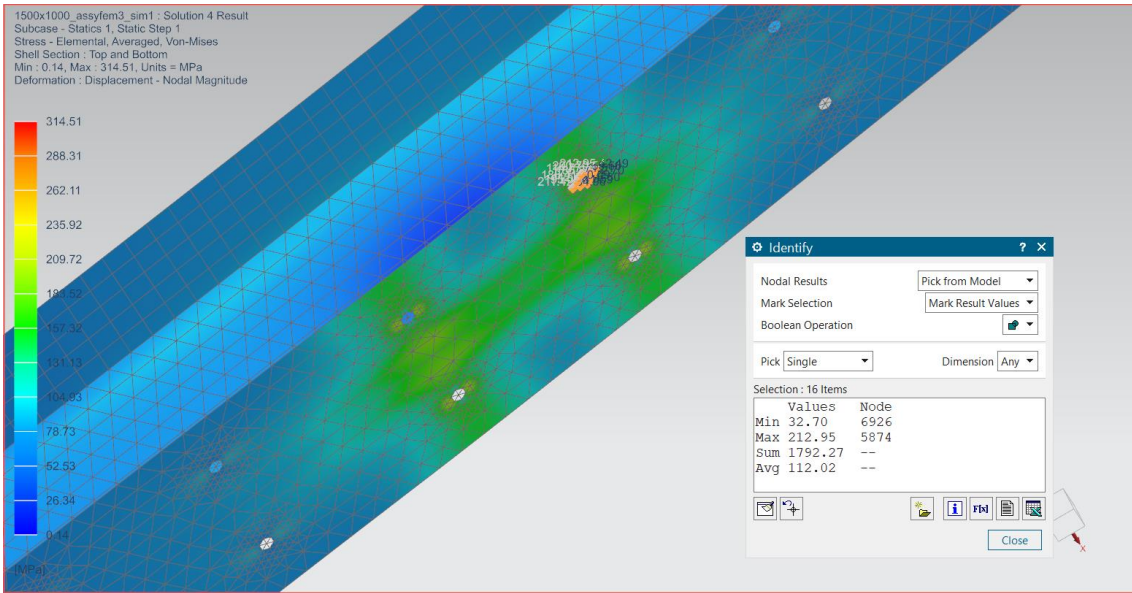 1500x1000_assyfem3_sim1 : Solution 4 Result
Subcase - Statics 1, Static Step 1
Stress - Elemental, Averaged, Von-Mises
Shell Section : Top and Bottom
Min : 0.14, Max : 314.51, Units = MPa
Deformation : Displacement - Nodal Magnitude
314.51
288.31
262.11
235.92
209.72
183.52
157.32
131.13
104.93
78.73
52.53
26.34
0.14
[MPa]
Identify ? ×
Nodal Results Pick from Model
Mark Selection Mark Result Values
Boolean Operation
Pick Single Dimension Any
Selection : 16 Items
Values Node
Min 32.70 6926
Max 212.95 5874
Sum 1792.27 --
Avg 112.02 --
F[x]
Close
X